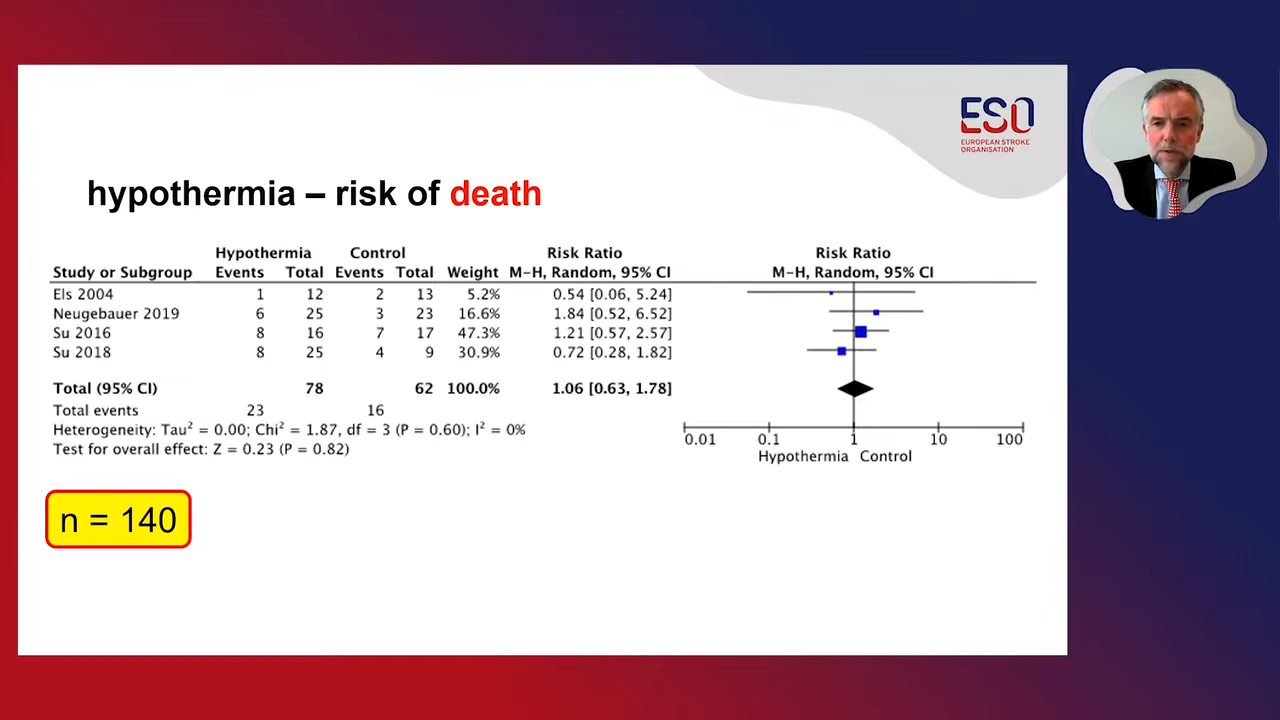 ESO
EUROPEAN STROKE
ORGANISATION
hypothermia – risk of death
Hypothermia Control Risk Ratio Risk Ratio
Study or Subgroup Events Total Events Total Weight M-H, Random, 95% CI M-H, Random, 95% CI
Els 2004 1 12 2 13 5.2% 0.54 [0.06, 5.24]
Neugebauer 2019 6 25 3 23 16.6% 1.84 [0.52, 6.52]
Su 2016 8 16 7 17 47.3% 1.21 [0.57, 2.57]
Su 2018 8 25 4 9 30.9% 0.72 [0.28, 1.82]
Total (95% CI) 78 62 100.0% 1.06 [0.63, 1.78]
Total events 23 16
Heterogeneity: Tau² = 0.00; Chi² = 1.87, df = 3 (P = 0.60); I² = 0%
Test for overall effect: Z = 0.23 (P = 0.82)
0.01 0.1 1 10 100
Hypothermia Control
n = 140